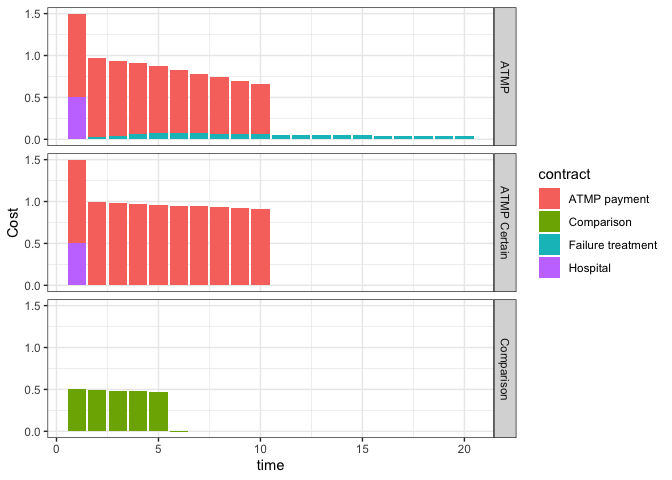 1.5
1.0
0.5
0.0
ATMP
1.5
1.0
0.5
0.0
ATMP Certain
1.5
1.0
0.5
0.0
Comparison
Cost
0
5
10
15
20
time
contract
ATMP payment
Comparison
Failure treatment
Hospital